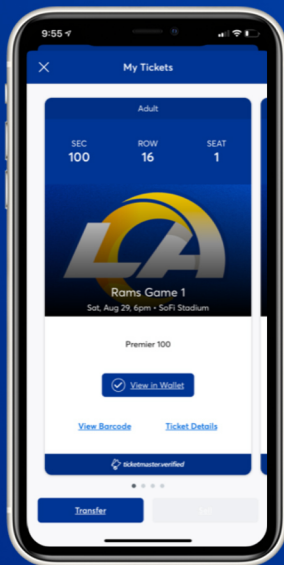 9:55
My Tickets
Adult
SEC ROW SEAT
100 16 1
LA
Rams Game 1
Sat, Aug 29, 6pm • SoFi Stadium
Premier 100
View in Wallet
View Barcode Ticket Details
ticketmaster.verified
Transfer